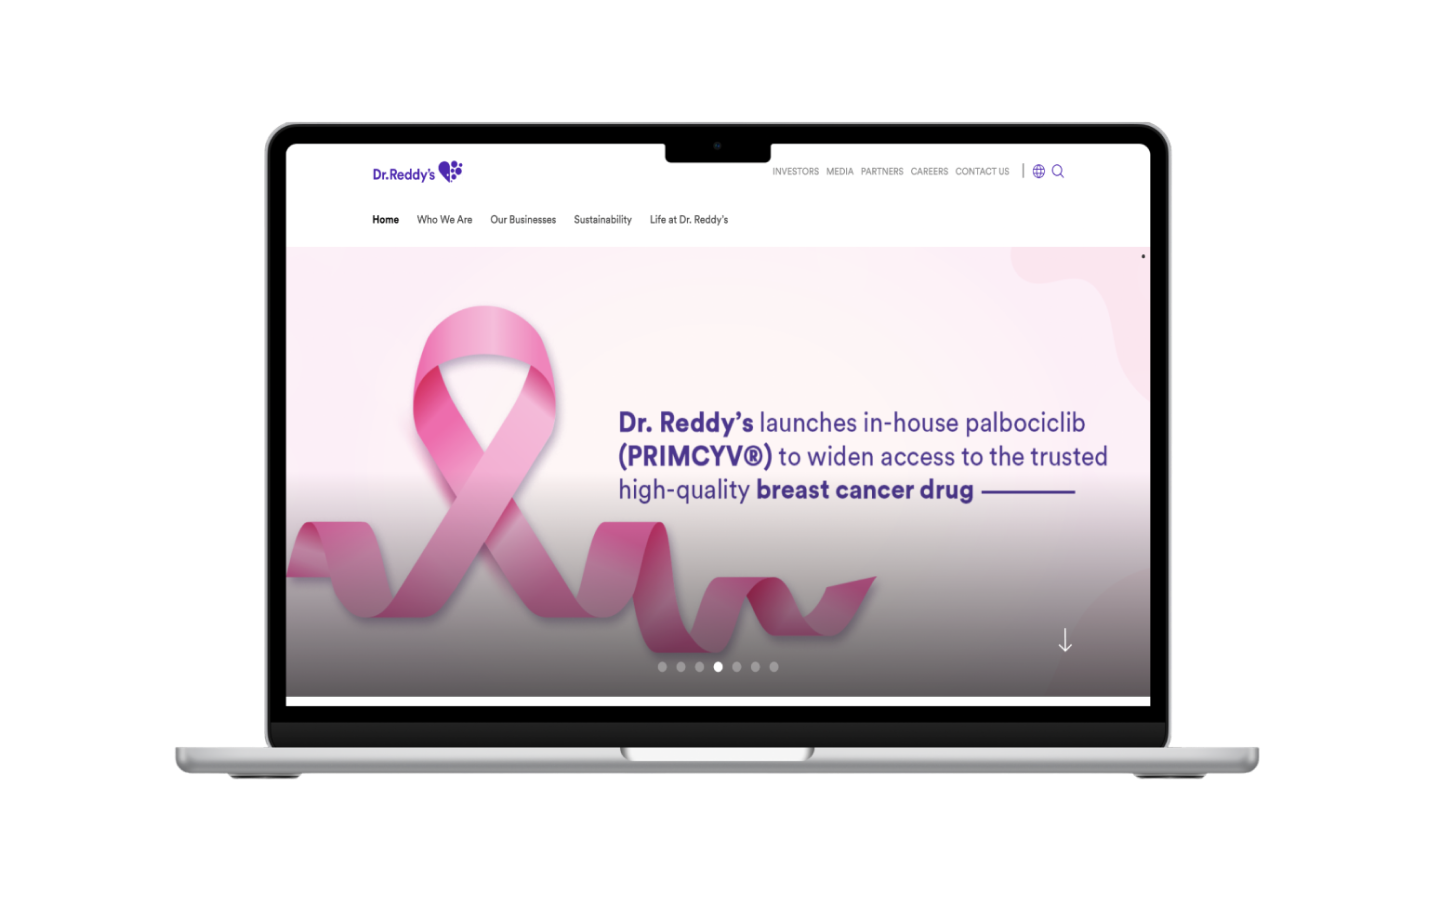 Dr.Reddy's
INVESTORS MEDIA PARTNERS CAREERS CONTACT US
Home Who We Are Our Businesses Sustainability Life at Dr. Reddy's
Dr. Reddy's launches in-house palbociclib
(PRIMCYV®) to widen access to the trusted
high-quality breast cancer drug